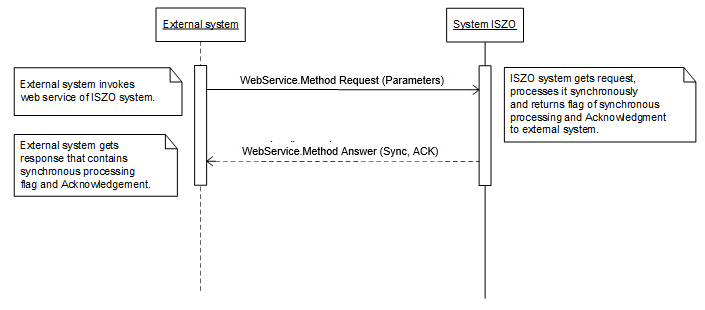 External system
System ISZO
External system invokes
web service of ISZO system.
WebService.Method Request (Parameters)
ISZO system gets request,
processes it synchronously
and returns flag of synchronous
processing and Acknowledgment
to external system.
External system gets
response that contains
synchronous processing
flag and Acknowledgement.
WebService.Method Answer (Sync, ACK)